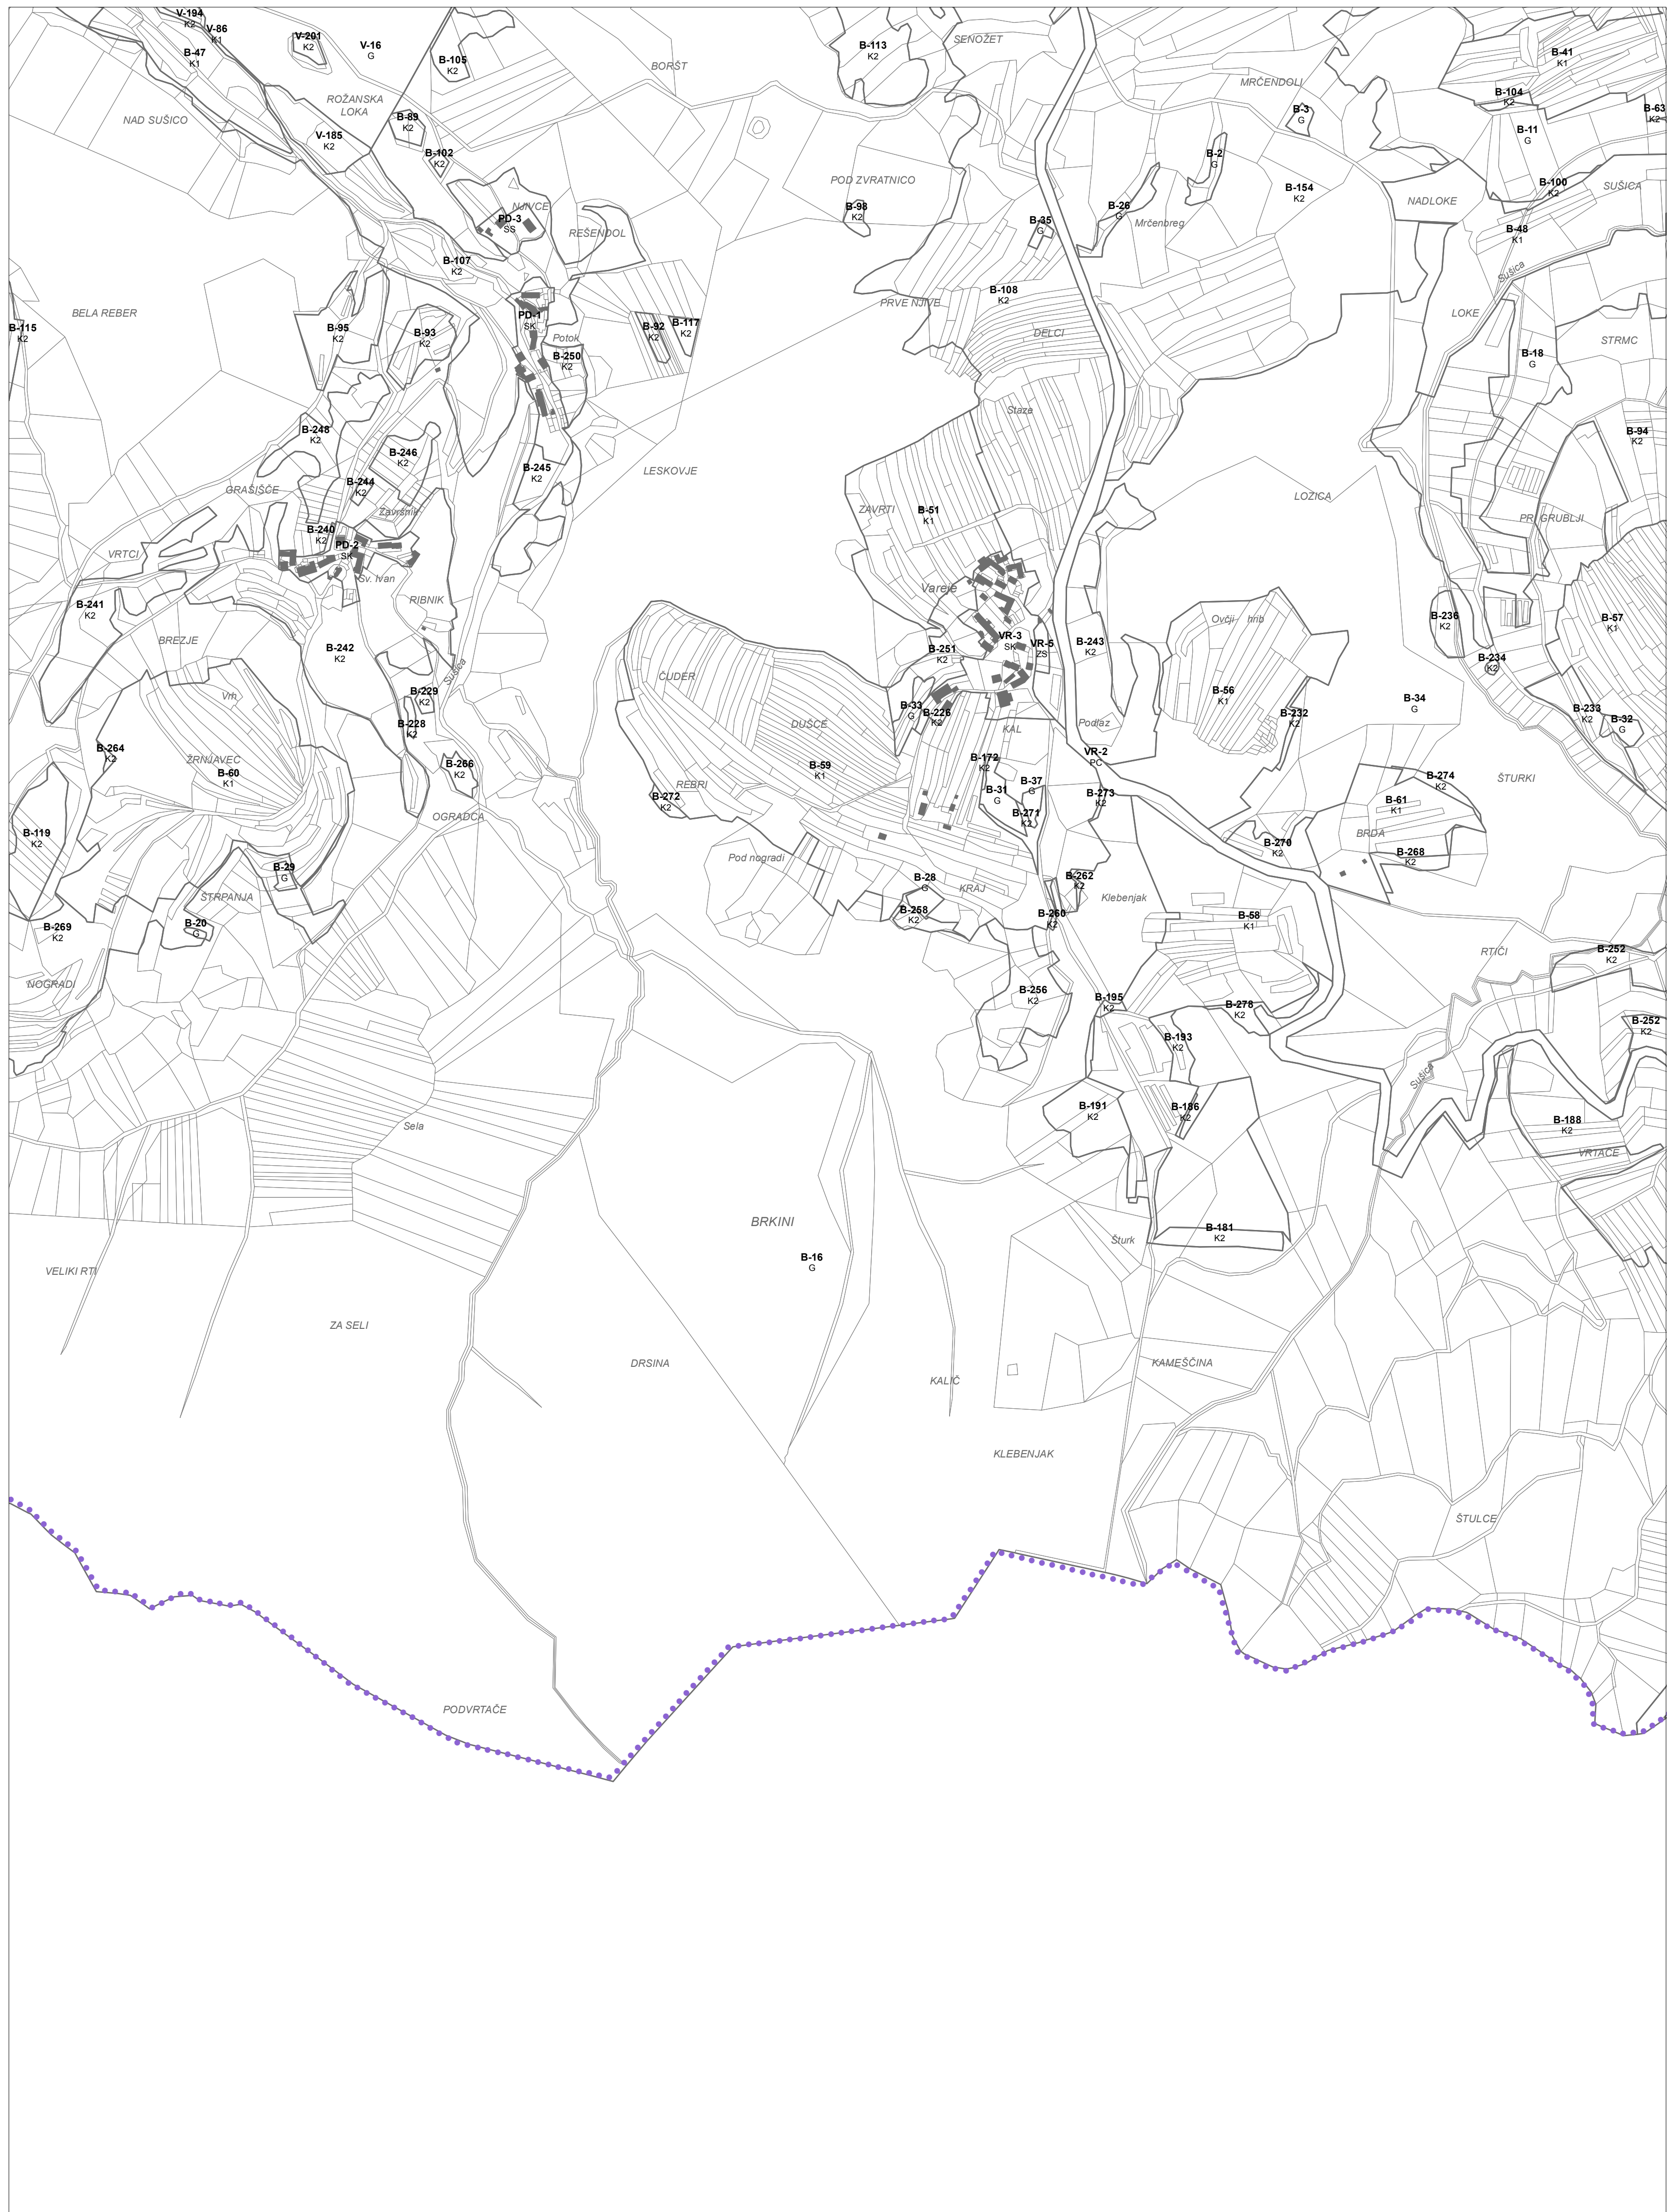 V-194
K2
V-86
K1
B-47
K1
V-201
K2
V-16
G
B-105
K2
BORŠT
B-113
K2
SENOŽET
MRČENDOL
B-41
K1
B-104
K2
B-63
K2
B-3
G
B-11
G
NAD SUŠICO
ROŽANSKA
LOKA
V-185
K2
B-89
K2
B-102
K2
B-2
G
POD ZVRATNICO
B-154
K2
B-100
K2
SUŠICA
NADLOKE
NJIVCE
PD-3
SS
REŠENDOL
B-98
K2
B-35
G
B-26
G
Mrčenbreg
B-48
K1
Sušica
B-107
K2
B-108
K2
PRVE NJIVE
DELCI
BELA REBER
B-115
K2
B-95
K2
B-93
K2
PD-1
SK
Potok
B-250
K2
B-92
K2
B-117
K2
LOKE
STRMC
B-18
G
Staze
B-248
K2
B-246
K2
B-94
K2
B-245
K2
LESKOVJE
GRAŠIŠČE
B-244
K2
Završnik
LOZICA
ZAVRTI
B-51
K1
PRI GRUBLJI
B-240
K2
PD-2
SK
VRTCI
Sv. Ivan
Vareje
RIBNIK
B-241
K2
BREZJE
B-242
K2
B-236
K2
Ovčji hrib
B-57
K1
VR-3
SK
VR-5
ZS
B-243
K2
B-251
K2
B-234
K2
Sušica
ČUDER
Vrh
B-229
K2
B-228
K2
B-56
K1
B-34
G
DUŠCE
B-33
G
B-226
K2
KAL
Podlaz
B-232
K2
B-233
K2
B-32
G
B-264
K2
ŽRNJAVEC
B-60
K1
B-266
K2
B-59
K1
B-172
K2
VR-2
PC
REBRI
B-272
K2
B-31
G
B-37
G
B-271
K2
B-273
K2
B-274
K2
ŠTURKI
B-61
K1
OGRADCA
B-119
K2
BRDA
B-270
K2
B-268
K2
Pod nogradi
B-29
G
STRPANJA
B-28
G
KRAJ
B-262
K2
Klebenjak
B-258
K2
B-260
K2
B-58
K1
B-20
G
B-269
K2
RTIČI
B-252
K2
NOGRADI
B-256
K2
B-195
K2
B-278
K2
B-252
K2
B-193
K2
Sušica
B-191
K2
B-186
K2
B-188
K2
Sela
VRTAČE
BRKINI
B-16
G
B-181
K2
Šturk
VELIKI RTI
ZA SELI
DRSINA
KALIČ
KAMEŠČINA
KLEBENJAK
ŠTULCE
PODVRTAČE